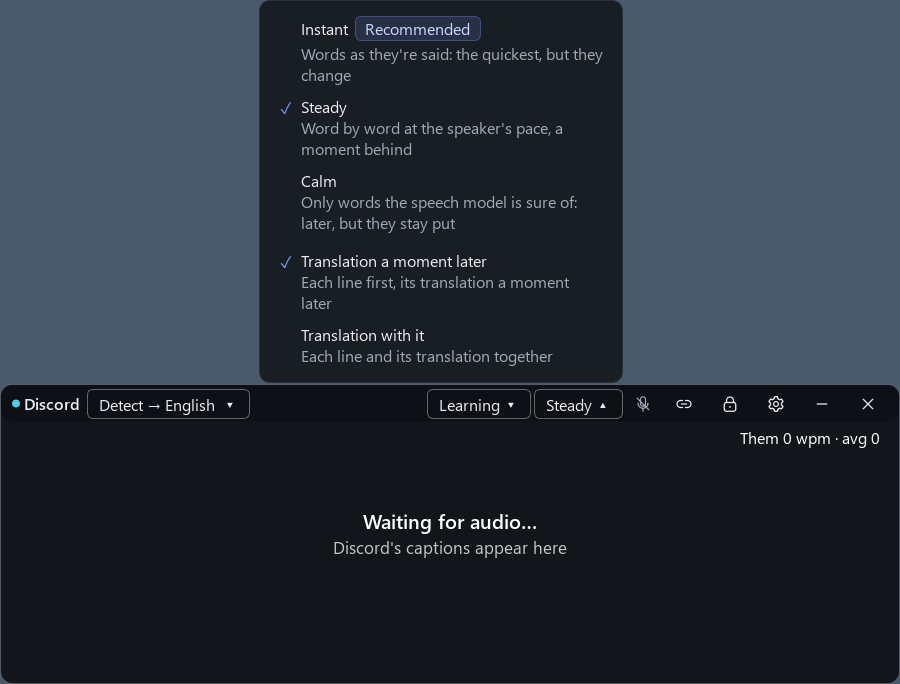 Instant Recommended
Words as they're said: the quickest, but they
change
✓ Steady
Word by word at the speaker's pace, a
moment behind
Calm
Only words the speech model is sure of:
later, but they stay put
✓ Translation a moment later
Each line first, its translation a moment
later
Translation with it
Each line and its translation together
Discord Detect → English ▾ Learning ▾ Steady ▴
Them 0 wpm · avg 0
Waiting for audio...
Discord's captions appear here